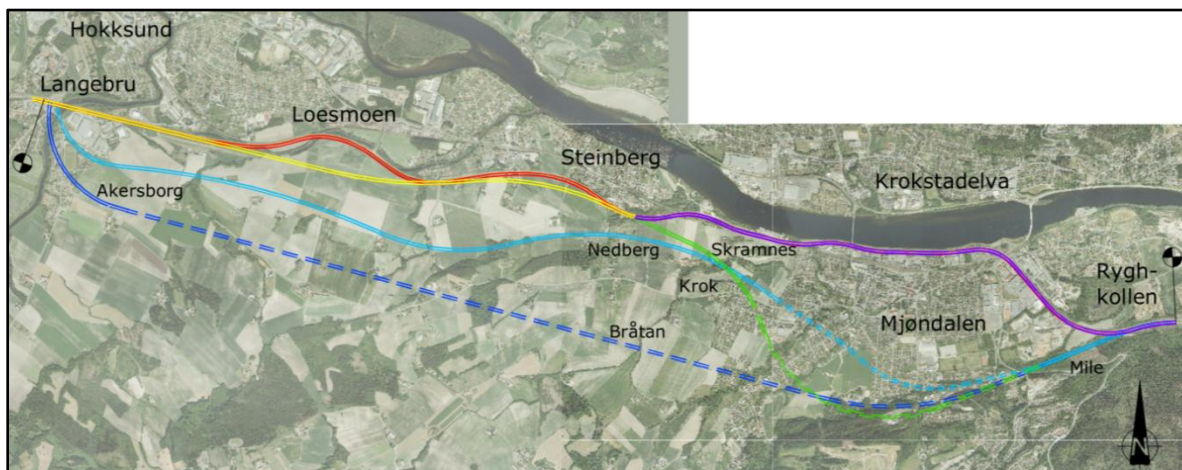 Hokksund
Langebru
Loesmoen
Steinberg
Krokstadelva
Akersborg
Nedberg
Skramnes
Krok
Rygh-
kollen
Mjøndalen
Bråtan
Mile
N